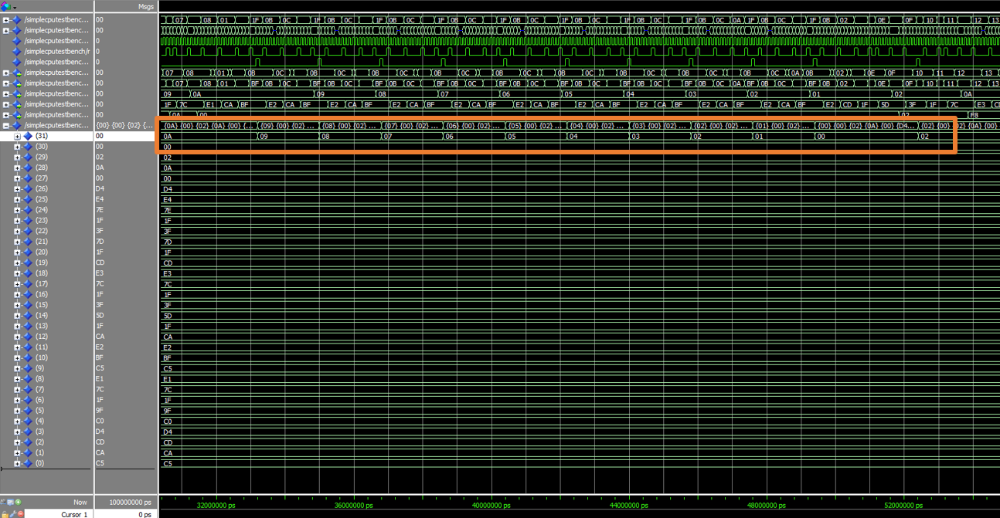 Msgs
/simplecputestbenc... 00 07 08 01 1F 0B 0C 1F 0B 0C 1F 0B 0C 1F 0B 0C 1F 0B 0C 1F 0B 0C 1F 0B 0C 1F 0B 0C 1F 0B 0C 0A 1F 0B 02 0E 0F 10 11 12 13
/simplecputestbenc... 00
/simplecputestbenc... 0
/simplecputestbench/r 0
/simplecputestbenc... 0
/simplecputestbenc... 00 07 08 01 0B 0C 0B 0C 0B 0C 0B 0C 0B 0C 0B 0C 0B 0C 0B 0C 0B 0C 0A 0B 02 0E 0F 10 11 12 13
/simplecputestbenc... 00 07 08 01 BF 0B 0C BF 0B 0C BF 0B 0C BF 0B 0C BF 0B 0C BF 0B 0C BF 0B 0C BF 0B 0C 0A BF 0B 02 0E 0F 10 11 12 13
/simplecputestbenc... 00 09 0A 09 08 07 06 05 04 03 02 01 02 0A
/simplecputestbenc... 00 1F 7C E1 CA BF E2 CA BF E2 CA BF E2 CA BF E2 CA BF E2 CA BF E2 CA BF E2 CA BF E2 CA BF E2 CA BF E2 CD 1F 5D 3F 1F 7C E3 CD
/simplecputestbenc... 00 0A 00 02 F8
/simplecputestbenc... {00} {00} {02} {... {0A} {00} {02} {0A} {00} {... {09} {00} {02} ... {08} {00} {02} ... {07} {00} {02} ... {06} {00} {02} ... {05} {00} {02} ... {04} {00} {02} ... {03} {00} {02} ... {02} {00} {02} ... {01} {00} {02} ... {00} {00} {02} {0A} {00} {D4... {02} {00} {02} {0A} {00}
(31) 00 0A 09 08 07 06 05 04 03 02 01 00 02
(30) 00 00
(29) 02 02
(28) 0A 0A
(27) 00 00
(26) D4 D4
(25) E4 E4
(24) 7E 7E
(23) 1F 1F
(22) 3F 3F
(21) 7D 7D
(20) 1F 1F
(19) CD CD
(18) E3 E3
(17) 7C 7C
(16) 1F 1F
(15) 3F 3F
(14) 5D 5D
(13) 1F 1F
(12) CA CA
(11) E2 E2
(10) BF BF
(9) C5 C5
(8) E1 E1
(7) 7C 7C
(6) 1F 1F
(5) 9F 9F
(4) C0 C0
(3) D4 D4
(2) CD CD
(1) CA CA
(0) C5 C5
Now 100000000 ps 32000000 ps 36000000 ps 40000000 ps 44000000 ps 48000000 ps 52000000 ps
Cursor 1 0 ps